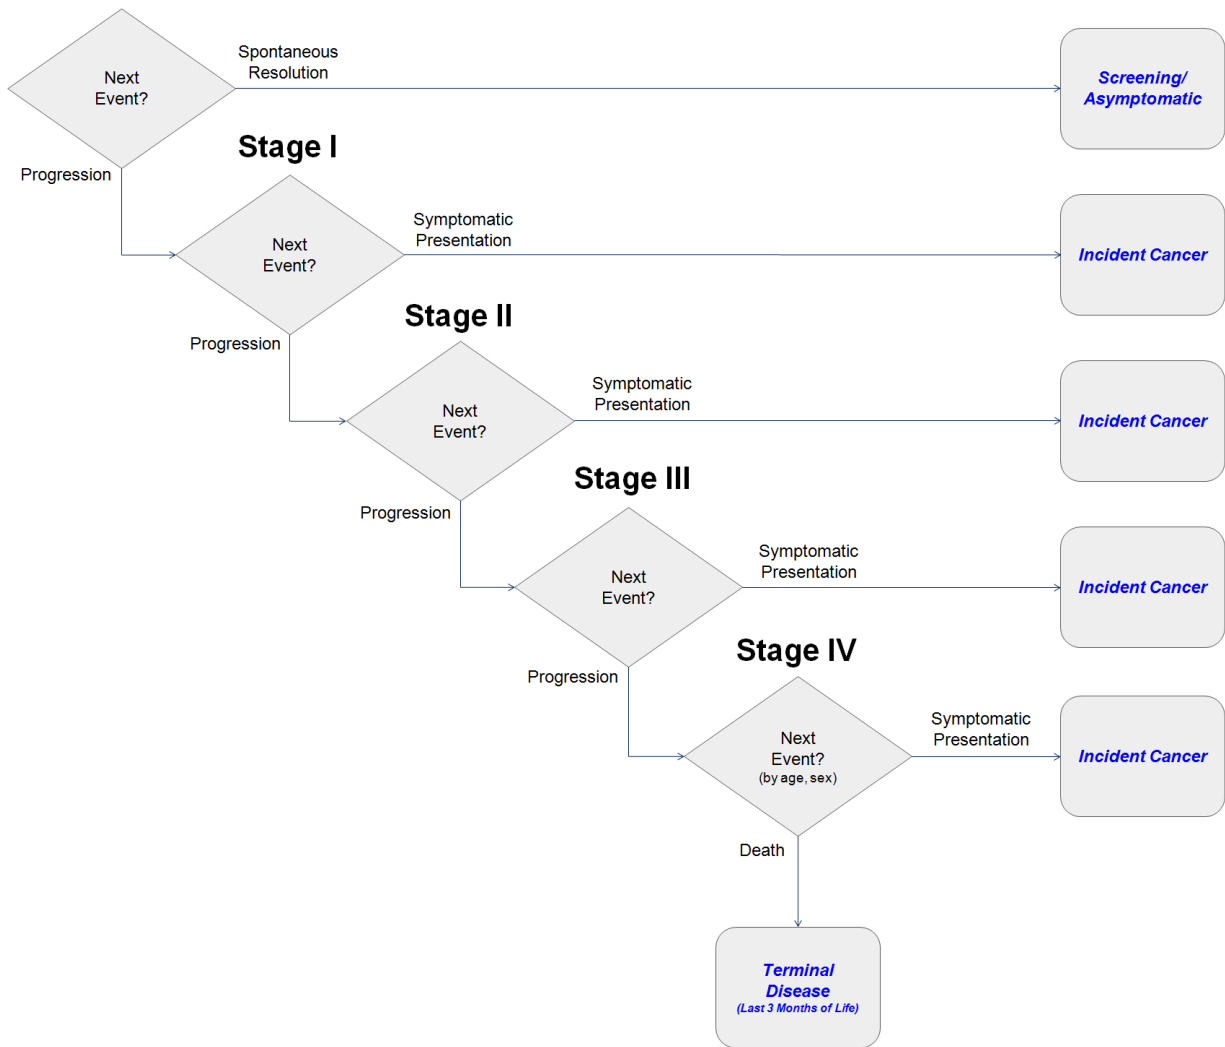 Next
Event?
Spontaneous
Resolution
Screening/
Asymptomatic
Progression
Stage I
Next
Event?
Symptomatic
Presentation
Incident Cancer
Progression
Stage II
Next
Event?
Symptomatic
Presentation
Incident Cancer
Progression
Stage III
Next
Event?
Symptomatic
Presentation
Incident Cancer
Progression
Stage IV
Next
Event?
(by age, sex)
Symptomatic
Presentation
Incident Cancer
Death
Terminal
Disease
(Last 3 Months of Life)